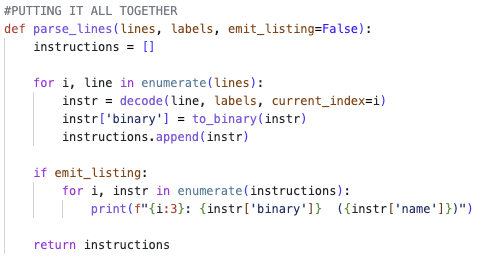 #PUTTING IT ALL TOGETHER
def parse_lines(lines, labels, emit_listing=False):
    instructions = []

    for i, line in enumerate(lines):
        instr = decode(line, labels, current_index=i)
        instr['binary'] = to_binary(instr)
        instructions.append(instr)

    if emit_listing:
        for i, instr in enumerate(instructions):
            print(f"{i:3}: {instr['binary']}  ({instr['name']})")

    return instructions